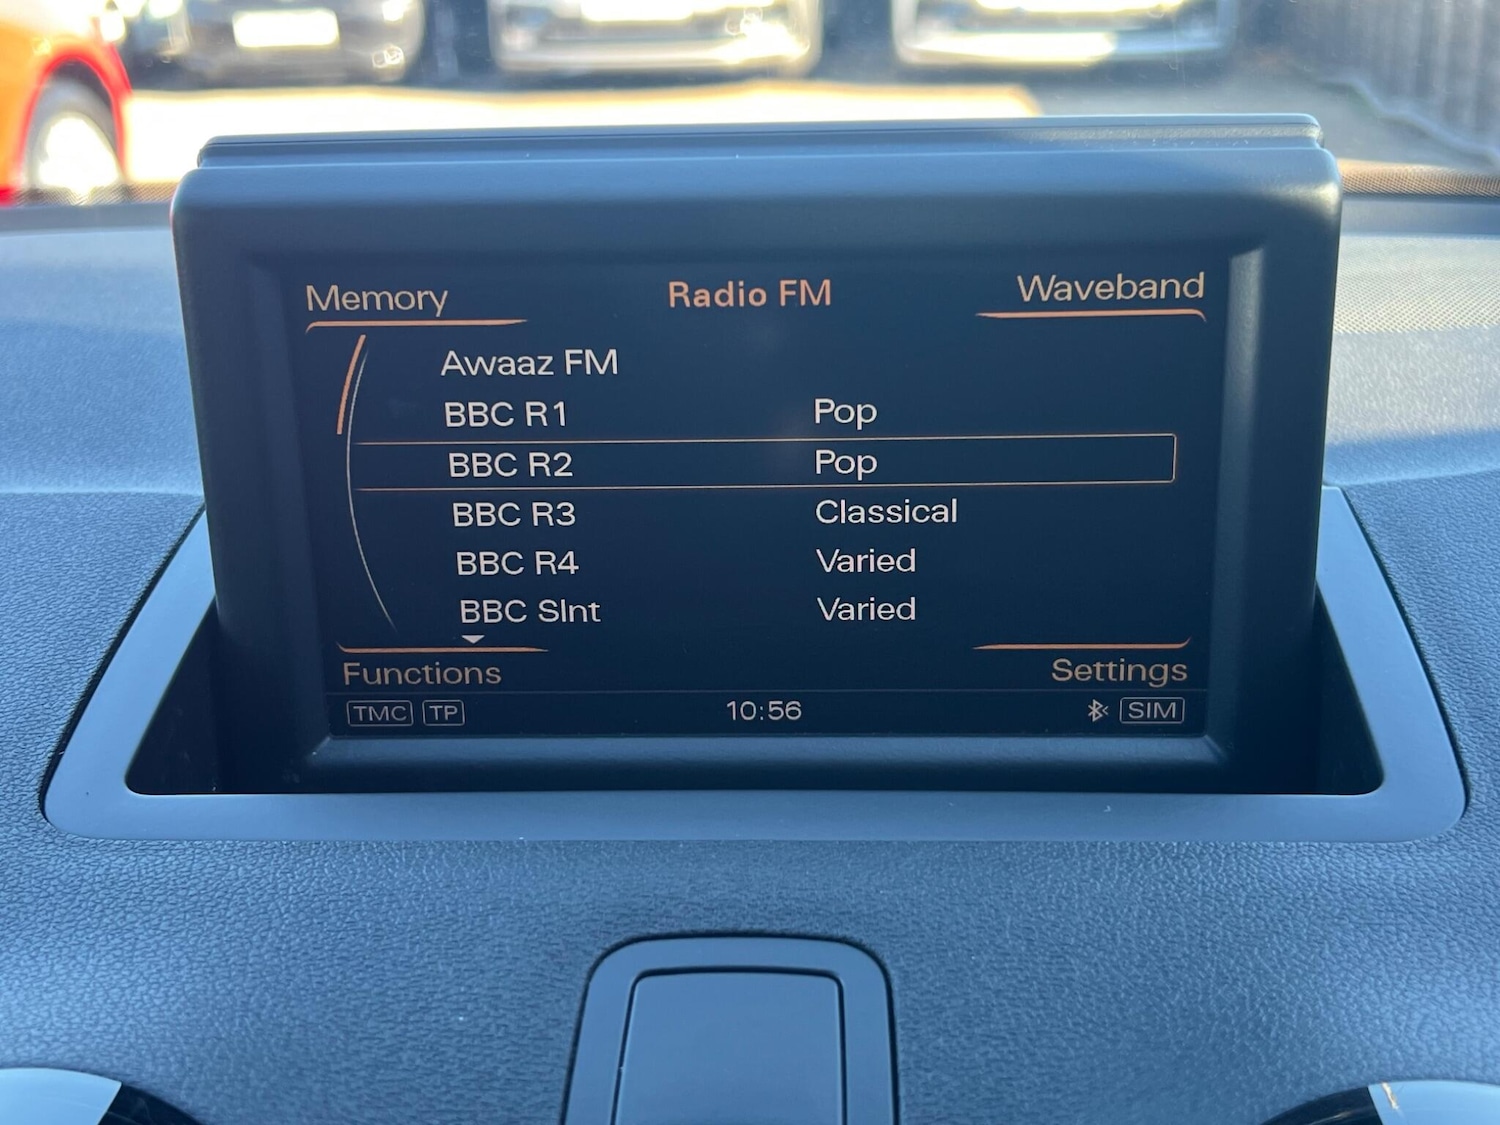 Memory Radio FM Waveband
Awaaz FM
BBC R1 Pop
BBC R2 Pop
BBC R3 Classical
BBC R4 Varied
BBC SInt Varied
Functions Settings
TMC TP 10:56 SIM